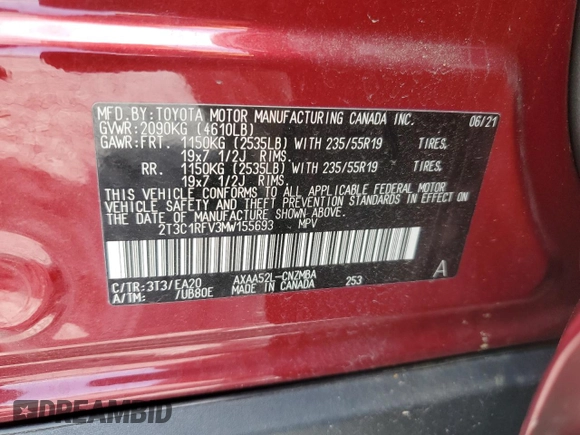 MFD.BY:TOYOTA MOTOR MANUFACTURING CANADA INC. 06/21
GVWR:2090KG (4610LB)
GAWR:FRT. 1150KG (2535LB) WITH 235/55R19 TIRES,
19x7 1/2J RIMS.
RR. 1150KG (2535LB) WITH 235/55R19 TIRES,
19x7 1/2J RIMS.
THIS VEHICLE CONFORMS TO ALL APPLICABLE FEDERAL MOTOR
VEHICLE SAFETY AND THEFT PREVENTION STANDARDS IN EFFECT
ON THE DATE OF MANUFACTURE SHOWN ABOVE.
2T3C1RFV3MW155693 MPV
C/TR:3T3/EA20 AXAA52L-CNZMBA 253 A
A/TM: /UB80E MADE IN CANADA
DREAMBID